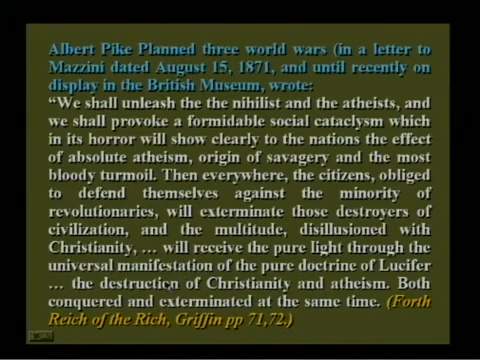 Albert Pike Planned three world wars (in a letter to
Mazzini dated August 15, 1871, and until recently on
display in the British Museum, wrote:
“We shall unleash the the nihilist and the atheists, and
we shall provoke a formidable social cataclysm which
in its horror will show clearly to the nations the effect
of absolute atheism, origin of savagery and the most
bloody turmoil. Then everywhere, the citizens, obliged
to defend themselves against the minority of
revolutionaries, will exterminate those destroyers of
civilization, and the multitude, disillusioned with
Christianity, … will receive the pure light through the
universal manifestation of the pure doctrine of Lucifer
… the destruction of Christianity and atheism. Both
conquered and exterminated at the same time. (Forth
Reich of the Rich, Griffin pp 71,72.)